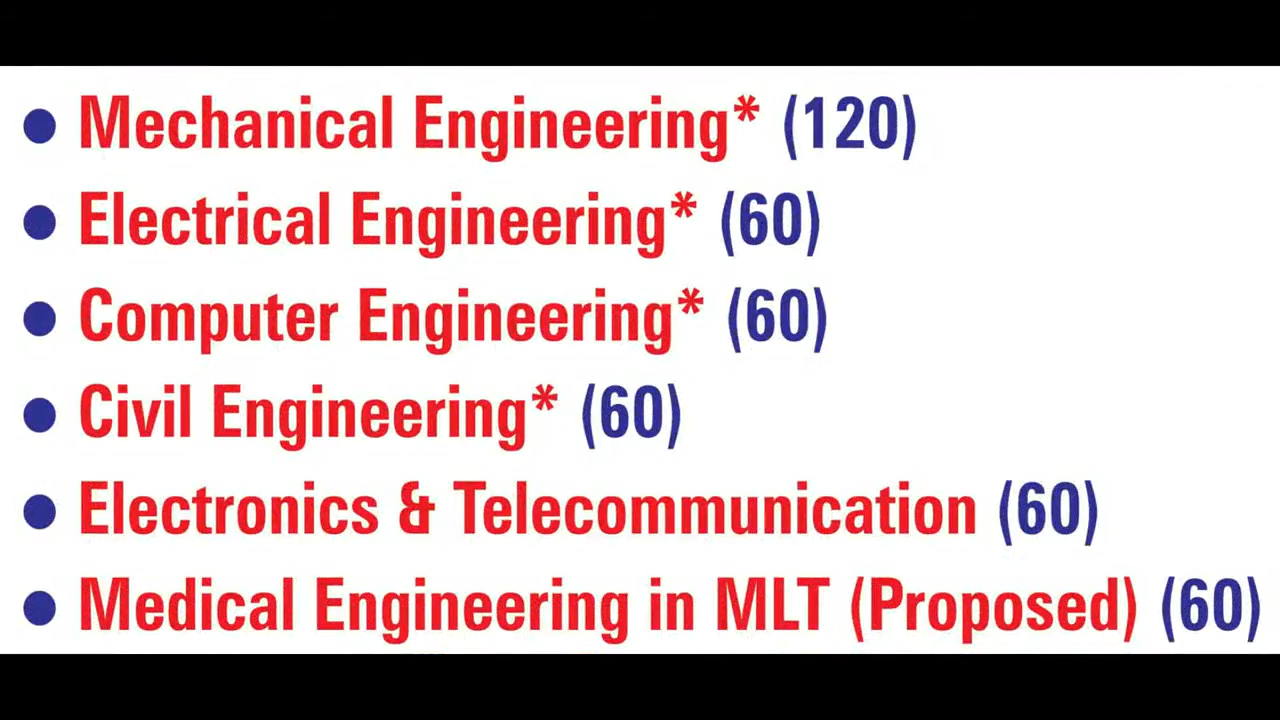 • Mechanical Engineering* (120)
• Electrical Engineering* (60)
• Computer Engineering* (60)
• Civil Engineering* (60)
• Electronics & Telecommunication (60)
• Medical Engineering in MLT (Proposed) (60)